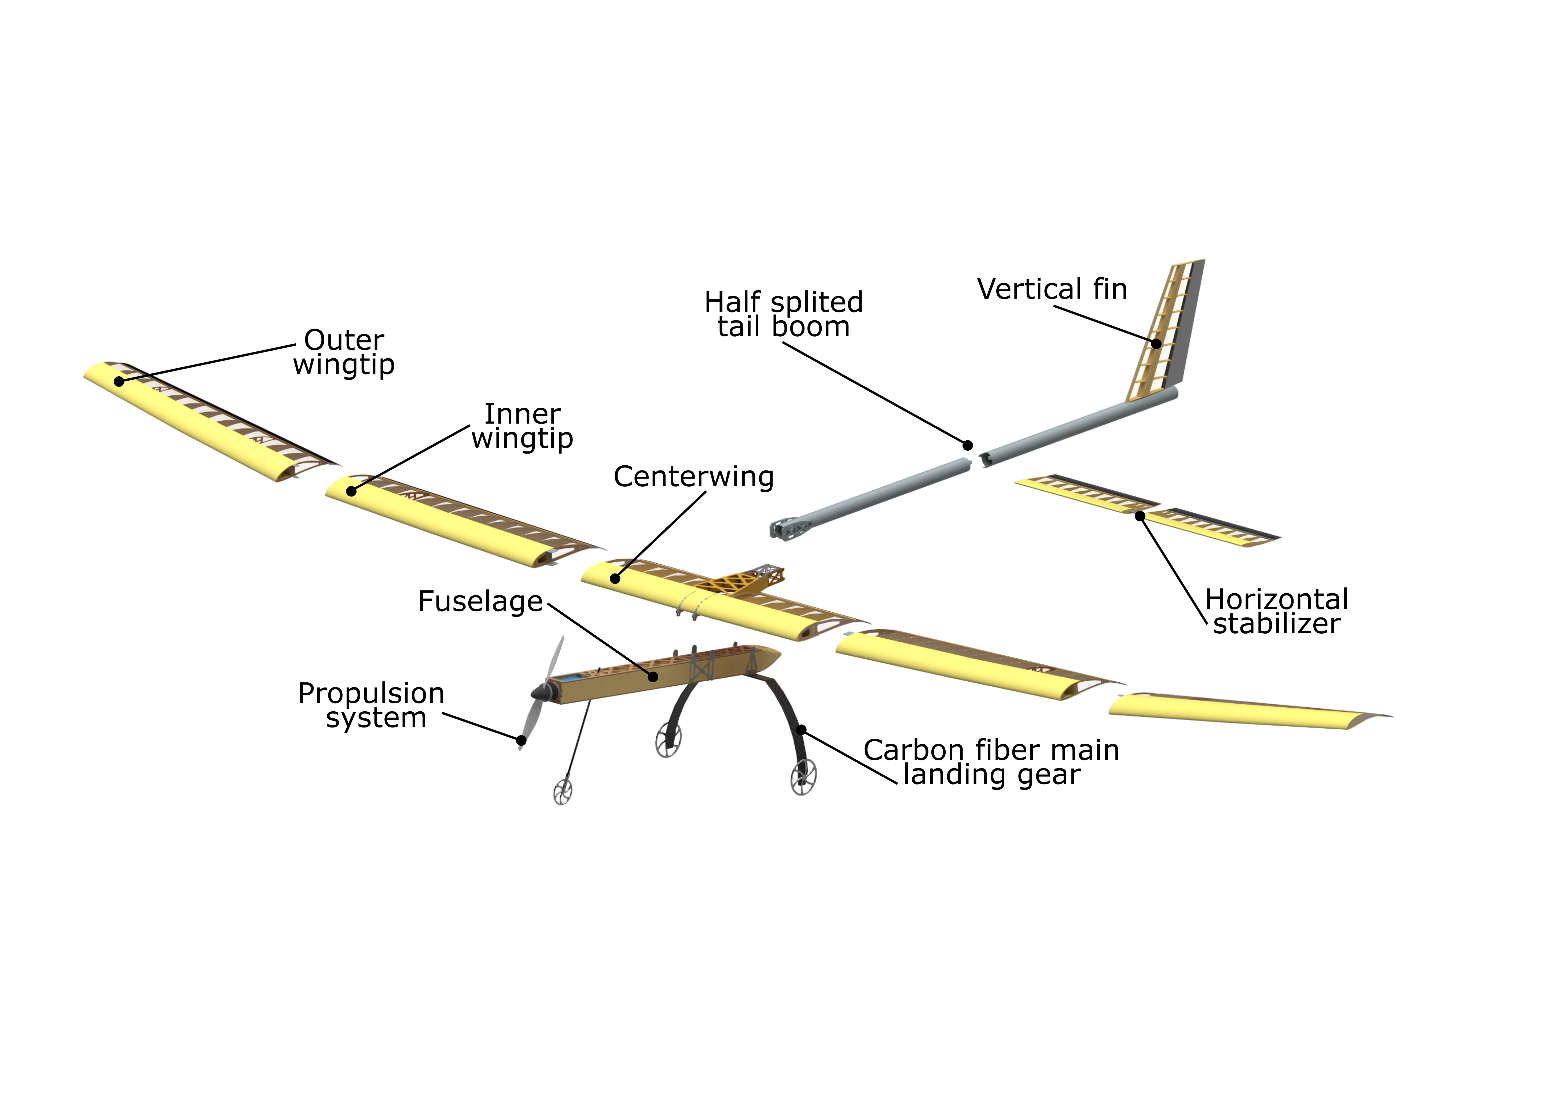 Vertical fin
Half splited
tail boom
Outer
wingtip
Inner
wingtip
Centerwing
Fuselage
Horizontal
stabilizer
Propulsion
system
Carbon fiber main
landing gear